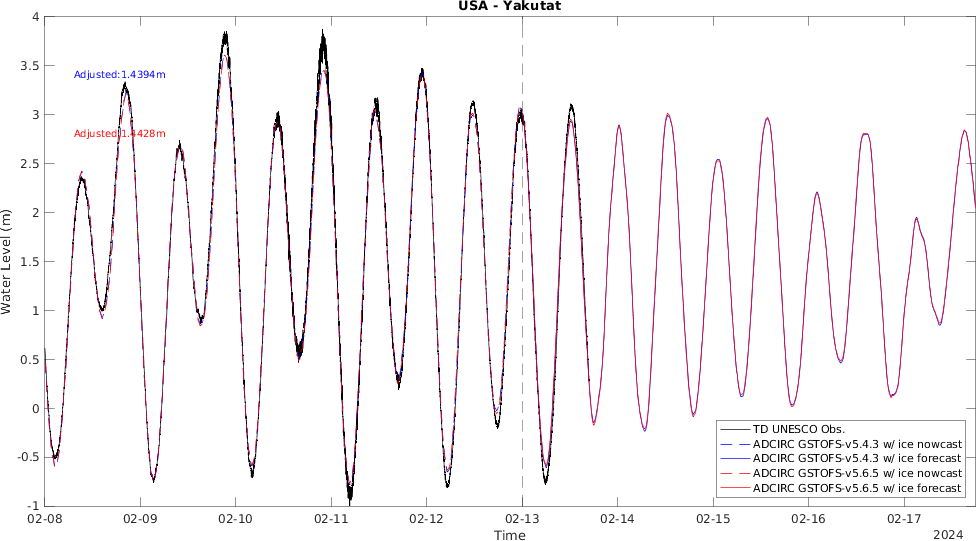 USA - Yakutat
4
3.5
3
2.5
2
1.5
1
0.5
0
-0.5
-1
Water Level (m)
Adjusted:1.4394m
Adjusted:1.4428m
TD UNESCO Obs.
ADCIRC GSTOFS-v5.4.3 w/ ice nowcast
ADCIRC GSTOFS-v5.4.3 w/ ice forecast
ADCIRC GSTOFS-v5.6.5 w/ ice nowcast
ADCIRC GSTOFS-v5.6.5 w/ ice forecast
02-08 02-09 02-10 02-11 02-12 02-13 02-14 02-15 02-16 02-17
Time
2024